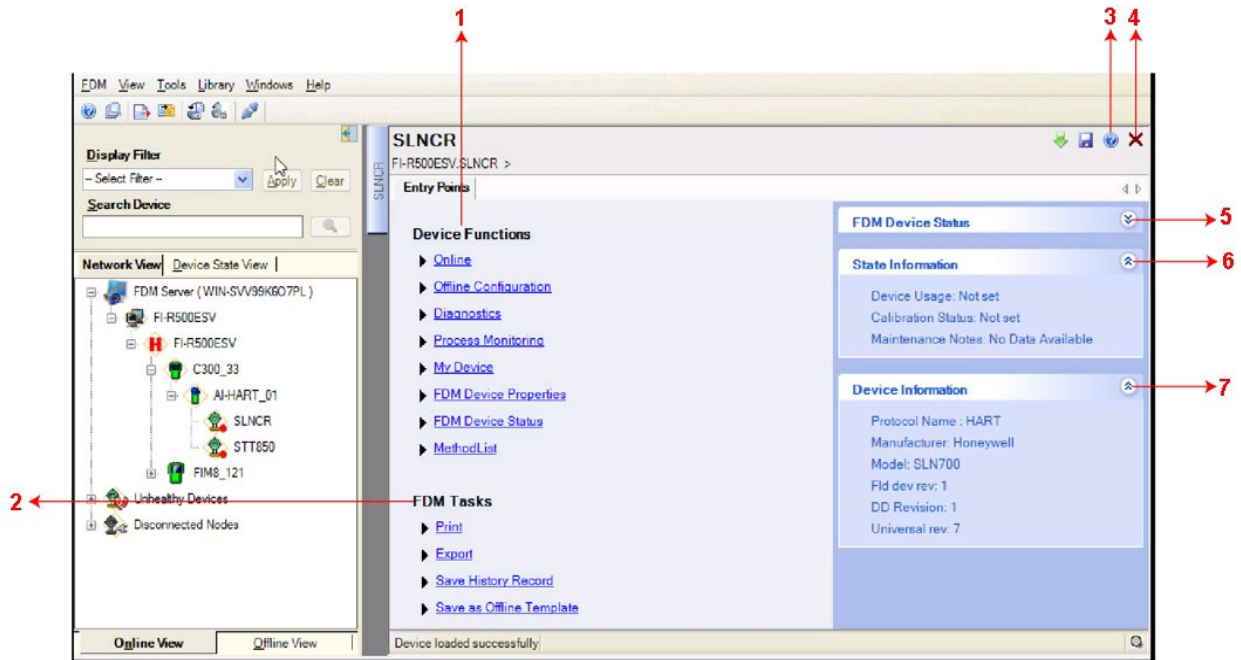 1
3 4
FDM View Tools Library Windows Help
Display Filter
-- Select Filter --
Apply
Clear
Search Device
Network View
Device State View
FDM Server ( WIN-SVV99K6O7PL )
FI-R500ESV
FI-R500ESV
C300_33
AI-HART_01
SLNCR
STT850
FIM8_121
Unhealthy Devices
Disconnected Nodes
2
Online View
Offline View
SLNCR
SLNCR
FI-R500ESV.SLNCR >
Entry Points
Device Functions
Online
Offline Configuration
Diagnostics
Process Monitoring
My Device
FDM Device Properties
FDM Device Status
MethodList
FDM Tasks
Print
Export
Save History Record
Save as Offline Template
FDM Device Status
5
State Information
6
Device Usage: Not set
Calibration Status: Not set
Maintenance Notes: No Data Available
Device Information
7
Protocol Name : HART
Manufacturer: Honeywell
Model: SLN700
Fld dev rev: 1
DD Revision: 1
Universal rev: 7
Device loaded successfully